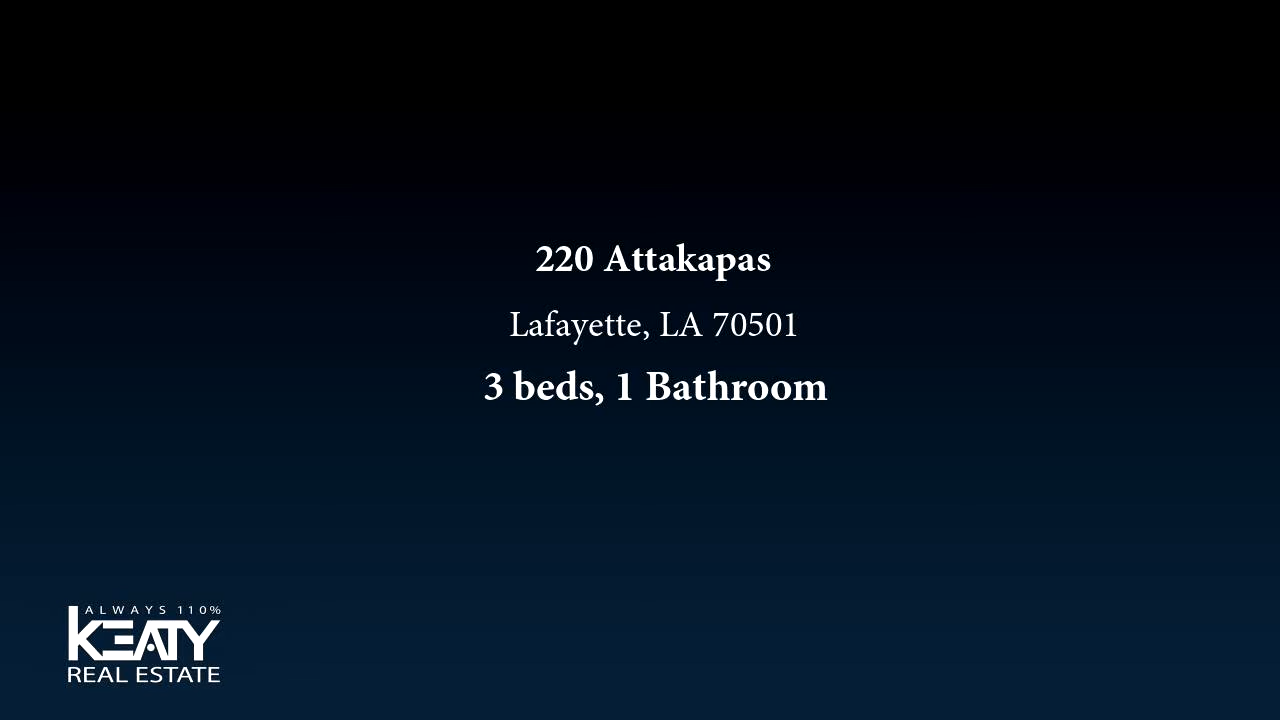 220 Attakapas
Lafayette, LA 70501
3 beds, 1 Bathroom
ALWAYS 110%
KEATY
REAL ESTATE